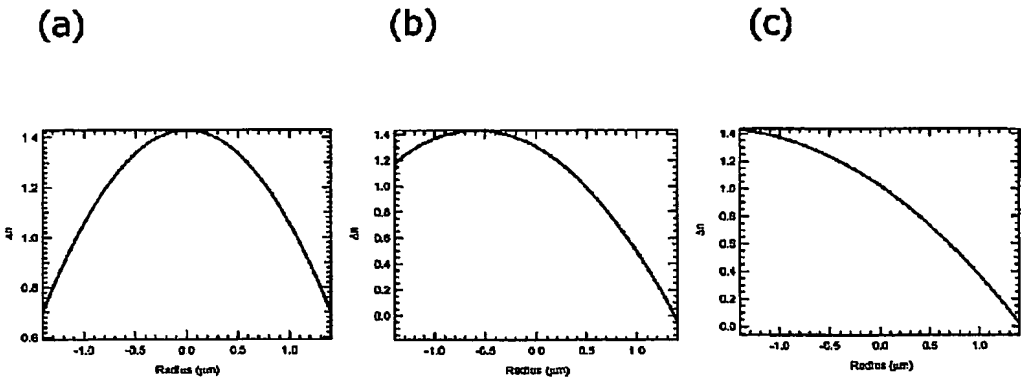 (a) (b) (c)
1.4 1.4 1.4
1.2 1.2 1.2
1.0 1.0 1.0
0.8 0.8 0.8
0.6 0.6 0.6
0.4 0.4
0.2 0.2
0.0 0.0
Δn Δn Δn
-1.0 -0.5 0.0 0.5 1.0 -1.0 -0.5 0.0 0.5 1.0 -1.0 -0.5 0.0 0.5 1.0
Radius (μm) Radius (μm) Radius (μm)